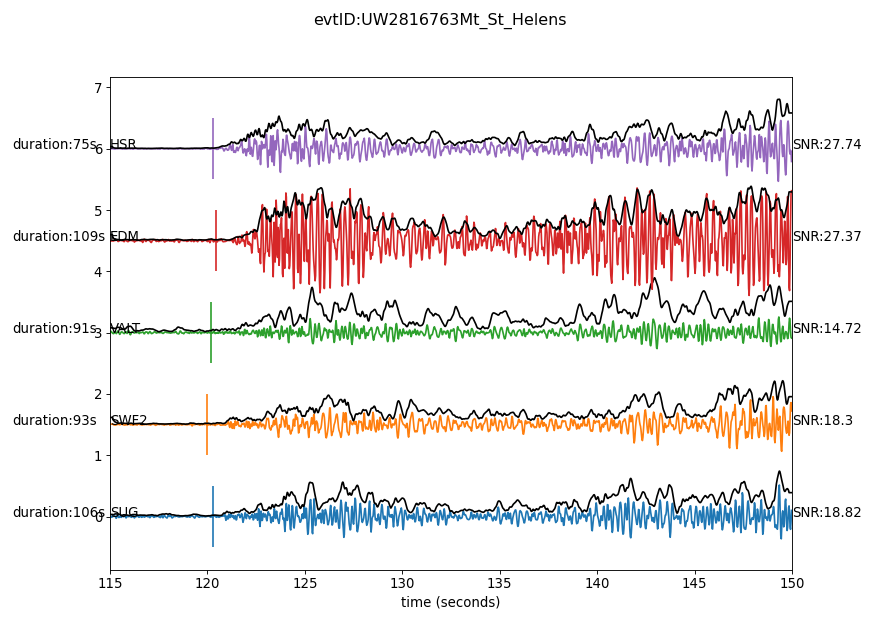 evtID:UW2816763Mt_St_Helens
7
duration:75s HSR SNR:27.74
6
5
duration:109s EDM SNR:27.37
4
duration:91s VALT SNR:14.72
3
2
duration:93s SWF2 SNR:18.3
1
duration:106s SUG SNR:18.82
0
115 120 125 130 135 140 145 150
time (seconds)